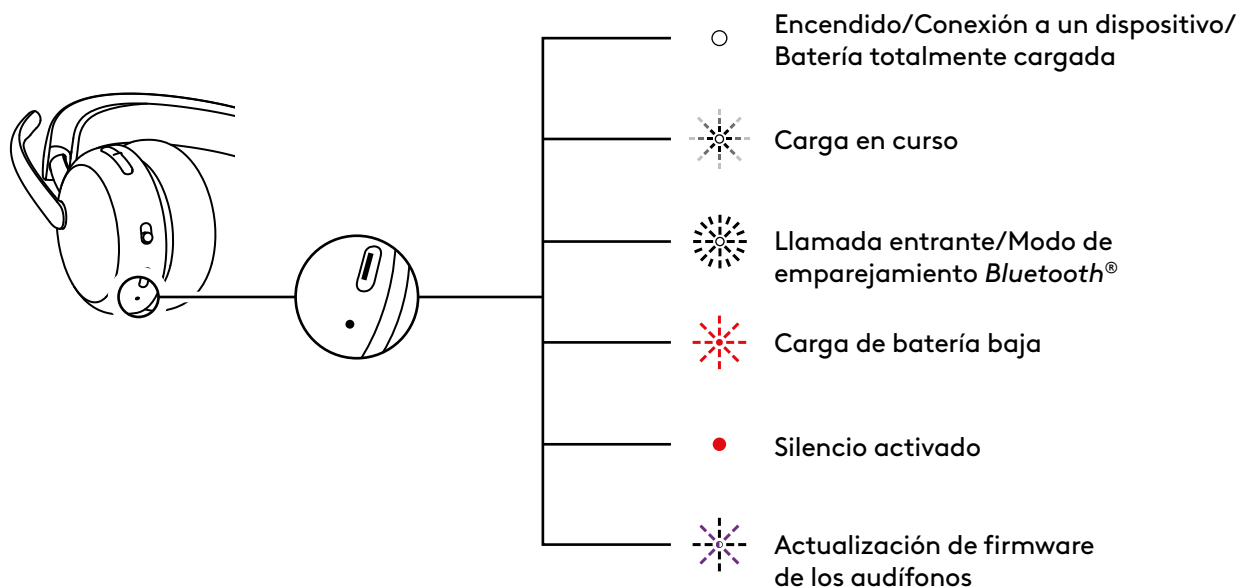 Encendido/Conexión a un dispositivo/
Batería totalmente cargada
Carga en curso
Llamada entrante/Modo de
emparejamiento Bluetooth®
Carga de batería baja
Silencio activado
Actualización de firmware
de los audífonos